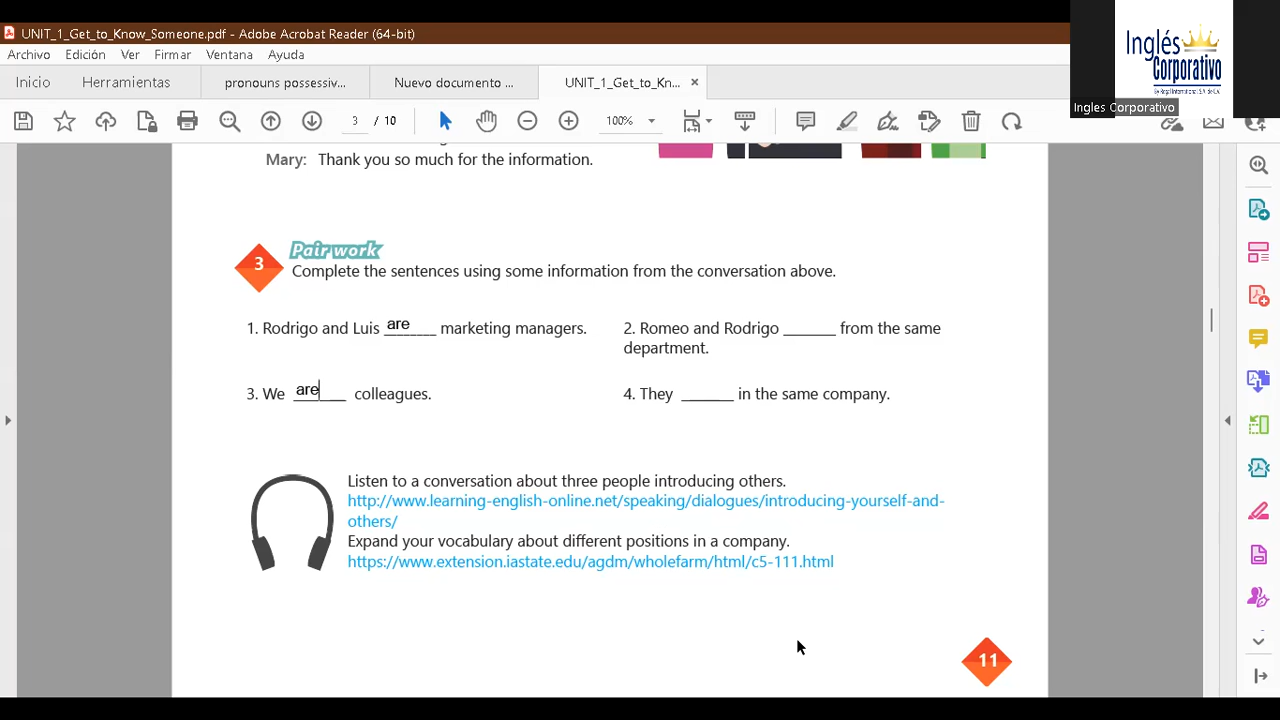 UNIT_1_Get_to_Know_Someone.pdf - Adobe Acrobat Reader (64-bit)
Archivo Edición Ver Firmar Ventana Ayuda
Inicio Herramientas pronouns possessiv... Nuevo documento ... UNIT_1_Get_to_Kn... ×
3 / 10 100%
Inglés
Corporativo
Ingles Corporativo
Mary: Thank you so much for the information.
3 Pair work
Complete the sentences using some information from the conversation above.
1. Rodrigo and Luis are marketing managers.
2. Romeo and Rodrigo _______ from the same
department.
3. We are___ colleagues.
4. They _______ in the same company.
Listen to a conversation about three people introducing others.
http://www.learning-english-online.net/speaking/dialogues/introducing-yourself-and-
others/
Expand your vocabulary about different positions in a company.
https://www.extension.iastate.edu/agdm/wholefarm/html/c5-111.html
11